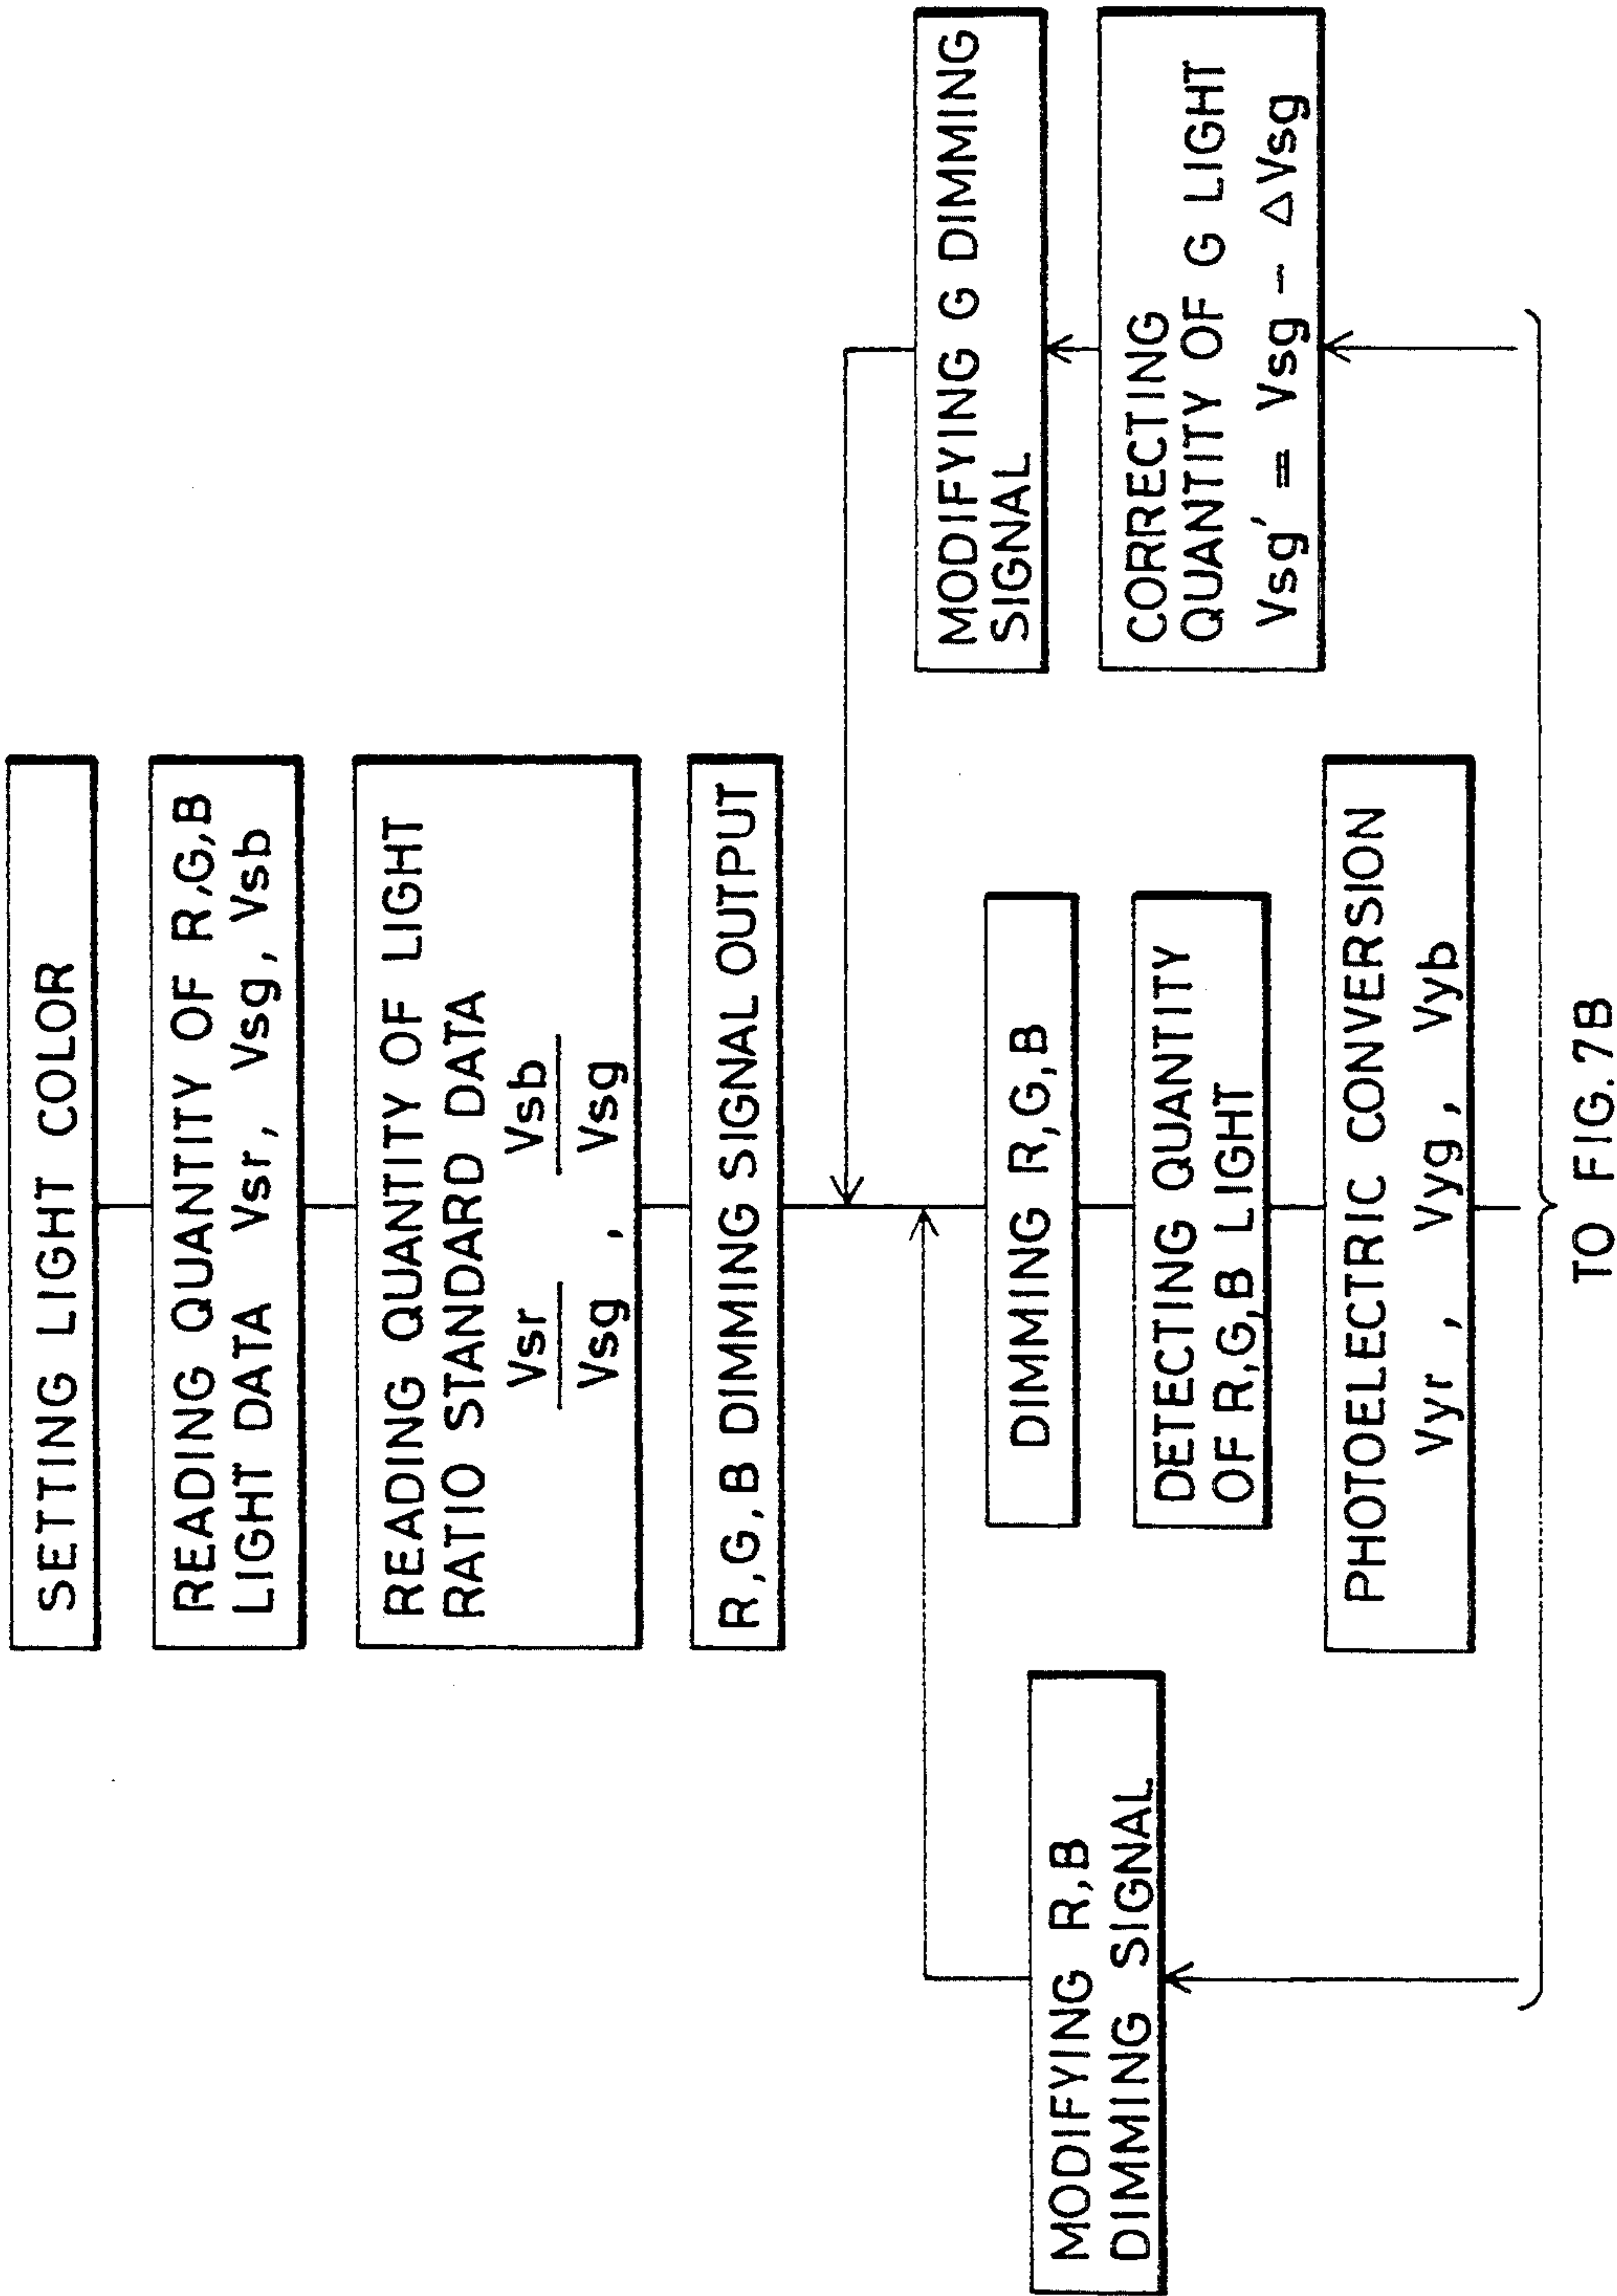 SETTING LIGHT COLOR
READING QUANTITY OF R,G,B
LIGHT DATA Vsr, Vsg, Vsb
READING QUANTITY OF LIGHT
RATIO STANDARD DATA
Vsr Vsb
Vsg , Vsg
R,G,B DIMMING SIGNAL OUTPUT
DIMMING R,G,B
DETECTING QUANTITY
OF R,G,B LIGHT
PHOTOELECTRIC CONVERSION
Vyr , Vyg , Vyb
MODIFYING R,B
DIMMING SIGNAL
MODIFYING G DIMMING
SIGNAL
CORRECTING
QUANTITY OF G LIGHT
Vsg' = Vsg - △Vsg
TO FIG.7B